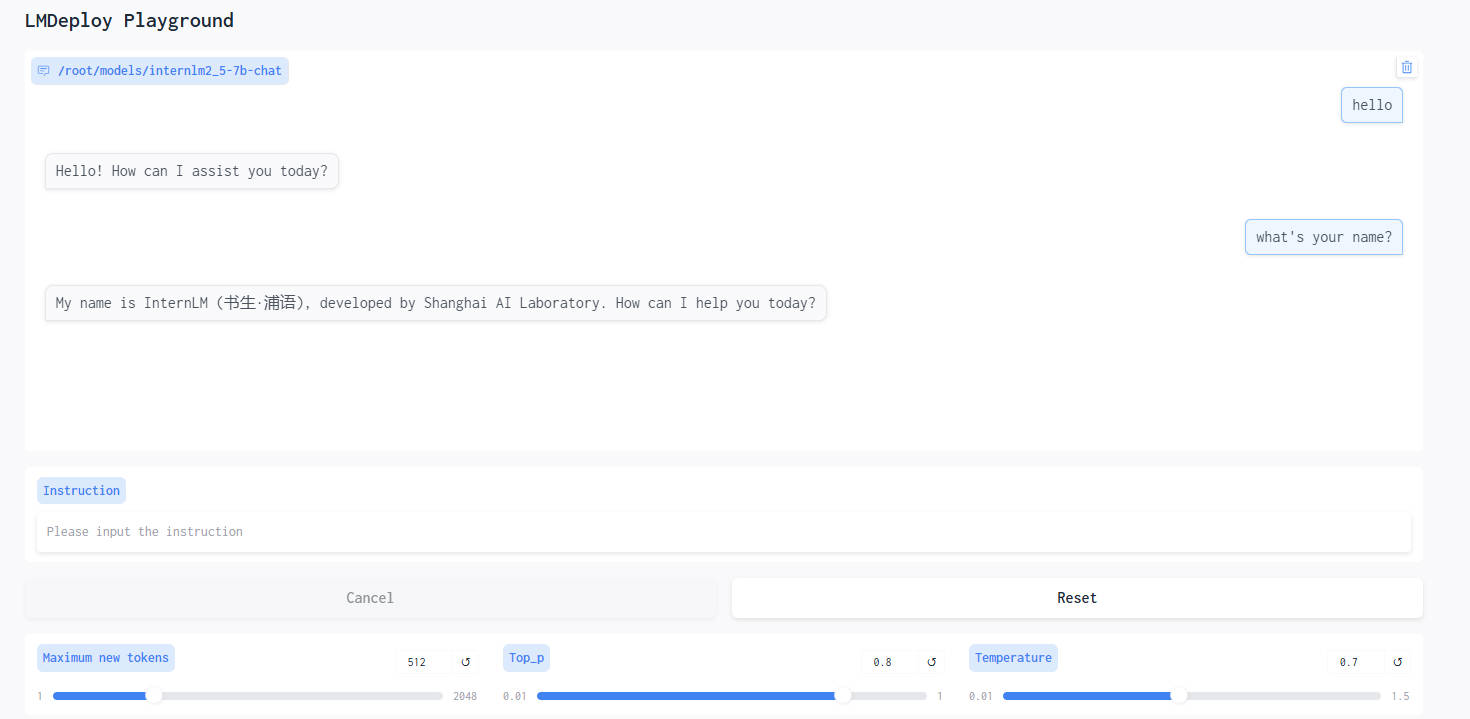 LMDeploy Playground
/root/models/internlm2_5-7b-chat
hello
Hello! How can I assist you today?
what's your name?
My name is InternLM (书生·浦语), developed by Shanghai AI Laboratory. How can I help you today?
Instruction
Please input the instruction
Cancel
Reset
Maximum new tokens
512
↺
1
2048
Top_p
0.8
↺
0.01
1
Temperature
0.7
↺
0.01
1.5